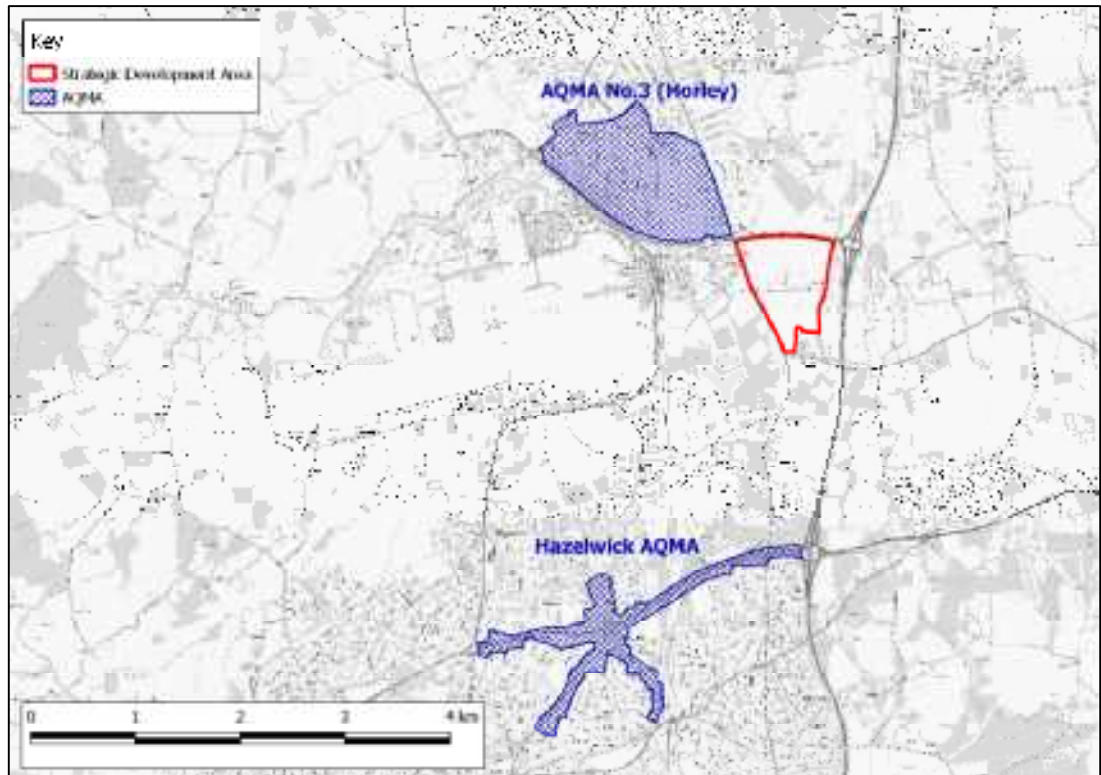 Key
Strategic Development Area
AQMA
AQMA No.3 (Horley)
Hazelwick AQMA
0 1 2 3 4 km